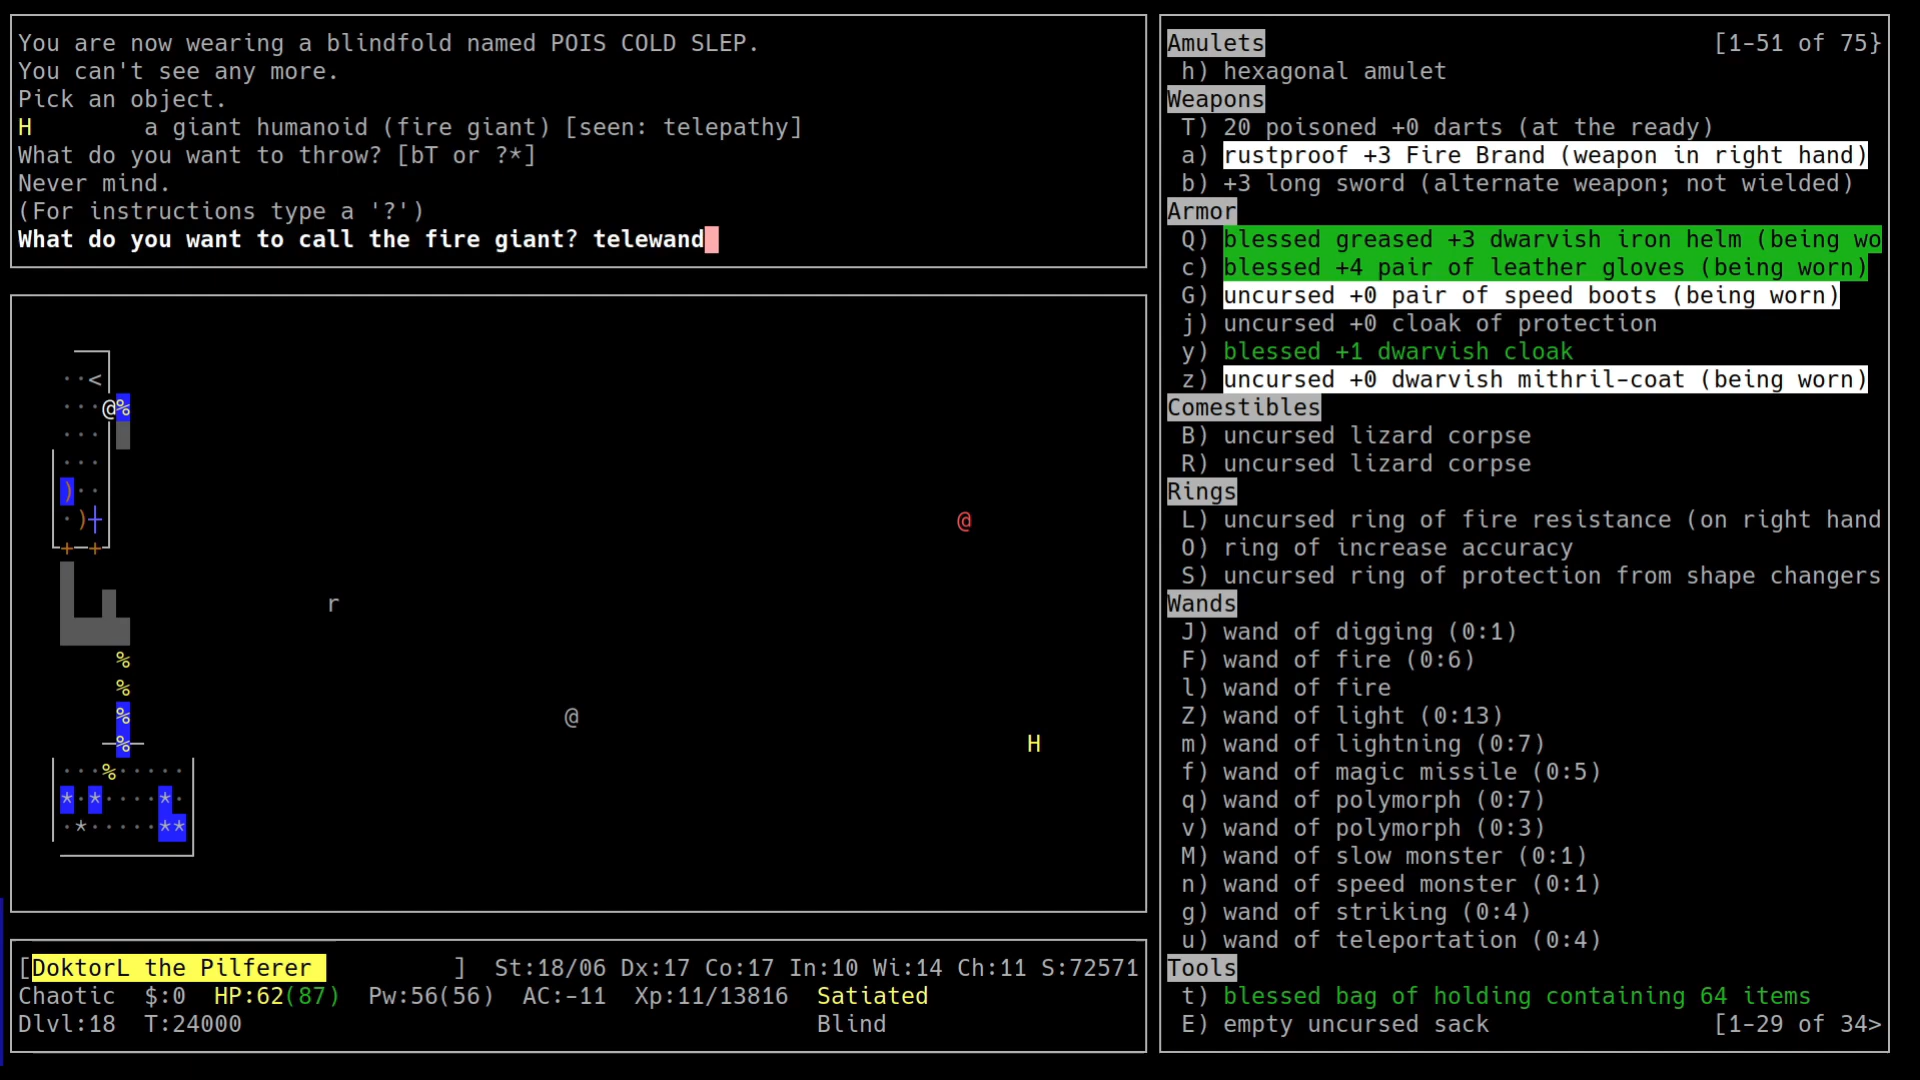 You are now wearing a blindfold named POIS COLD SLEP.
You can't see any more.
Pick an object.
H a giant humanoid (fire giant) [seen: telepathy]
What do you want to throw? [bT or ?*]
Never mind.
(For instructions type a '?')
What do you want to call the fire giant? telewand
··<
···@%
···
···
)··
·)+
+ +
@
r
%
%
%
@
%
H
···%·····
*·*····*·
·*·····**
[DoktorL the Pilferer ] St:18/06 Dx:17 Co:17 In:10 Wi:14 Ch:11 S:72571
Chaotic $:0 HP:62(87) Pw:56(56) AC:-11 Xp:11/13816 Satiated
Dlvl:18 T:24000 Blind
Amulets [1-51 of 75}
h) hexagonal amulet
Weapons
T) 20 poisoned +0 darts (at the ready)
a) rustproof +3 Fire Brand (weapon in right hand)
b) +3 long sword (alternate weapon; not wielded)
Armor
Q) blessed greased +3 dwarvish iron helm (being wo
c) blessed +4 pair of leather gloves (being worn)
G) uncursed +0 pair of speed boots (being worn)
j) uncursed +0 cloak of protection
y) blessed +1 dwarvish cloak
z) uncursed +0 dwarvish mithril-coat (being worn)
Comestibles
B) uncursed lizard corpse
R) uncursed lizard corpse
Rings
L) uncursed ring of fire resistance (on right hand
O) ring of increase accuracy
S) uncursed ring of protection from shape changers
Wands
J) wand of digging (0:1)
F) wand of fire (0:6)
l) wand of fire
Z) wand of light (0:13)
m) wand of lightning (0:7)
f) wand of magic missile (0:5)
q) wand of polymorph (0:7)
v) wand of polymorph (0:3)
M) wand of slow monster (0:1)
n) wand of speed monster (0:1)
g) wand of striking (0:4)
u) wand of teleportation (0:4)
Tools
t) blessed bag of holding containing 64 items
E) empty uncursed sack [1-29 of 34>